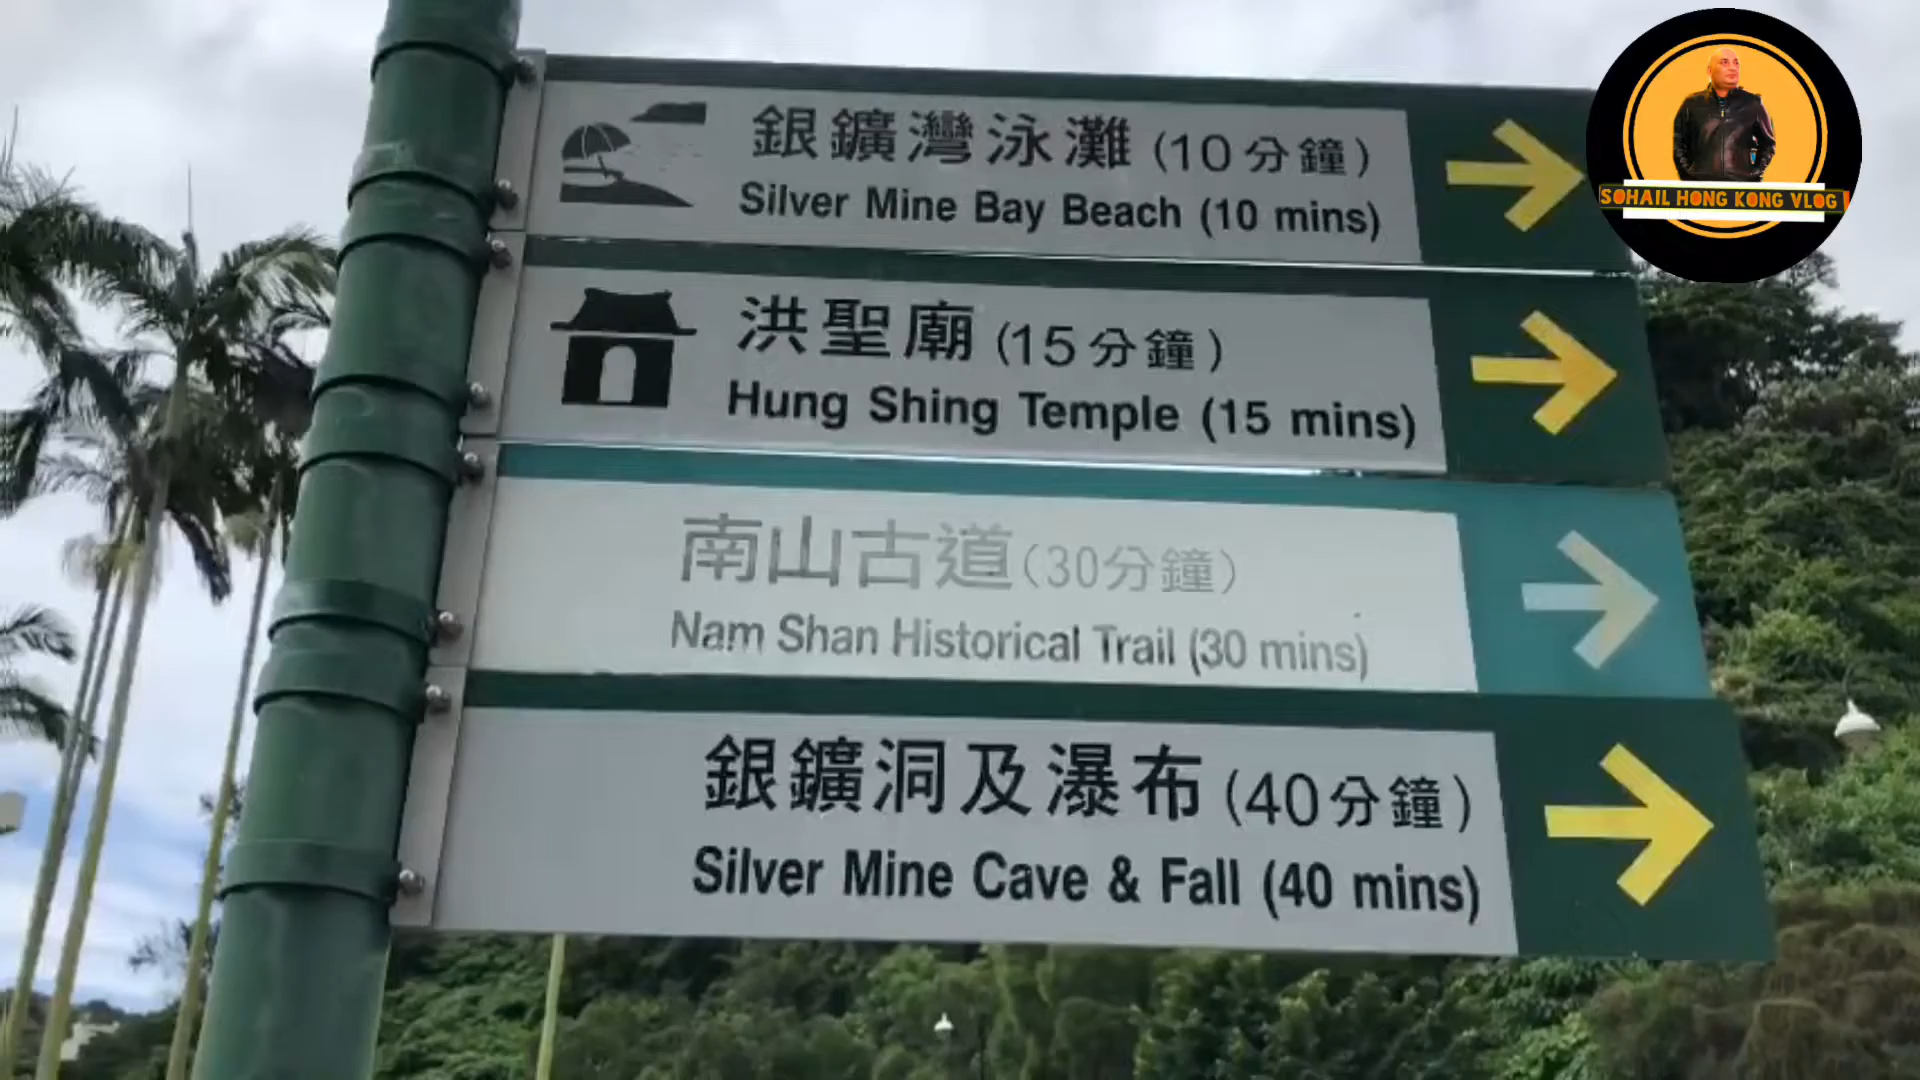 銀鑛灣泳灘 (10分鐘)
Silver Mine Bay Beach (10 mins)
洪聖廟 (15分鐘)
Hung Shing Temple (15 mins)
南山古道 (30分鐘)
Nam Shan Historical Trail (30 mins)
銀鑛洞及瀑布 (40分鐘)
Silver Mine Cave & Fall (40 mins)
SOHAIL HONG KONG VLOG